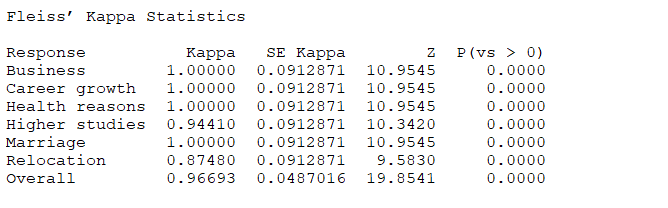 Fleiss’ Kappa Statistics
Response Kappa SE Kappa Z P(vs > 0)
Business 1.00000 0.0912871 10.9545 0.0000
Career growth 1.00000 0.0912871 10.9545 0.0000
Health reasons 1.00000 0.0912871 10.9545 0.0000
Higher studies 0.94410 0.0912871 10.3420 0.0000
Marriage 1.00000 0.0912871 10.9545 0.0000
Relocation 0.87480 0.0912871 9.5830 0.0000
Overall 0.96693 0.0487016 19.8541 0.0000